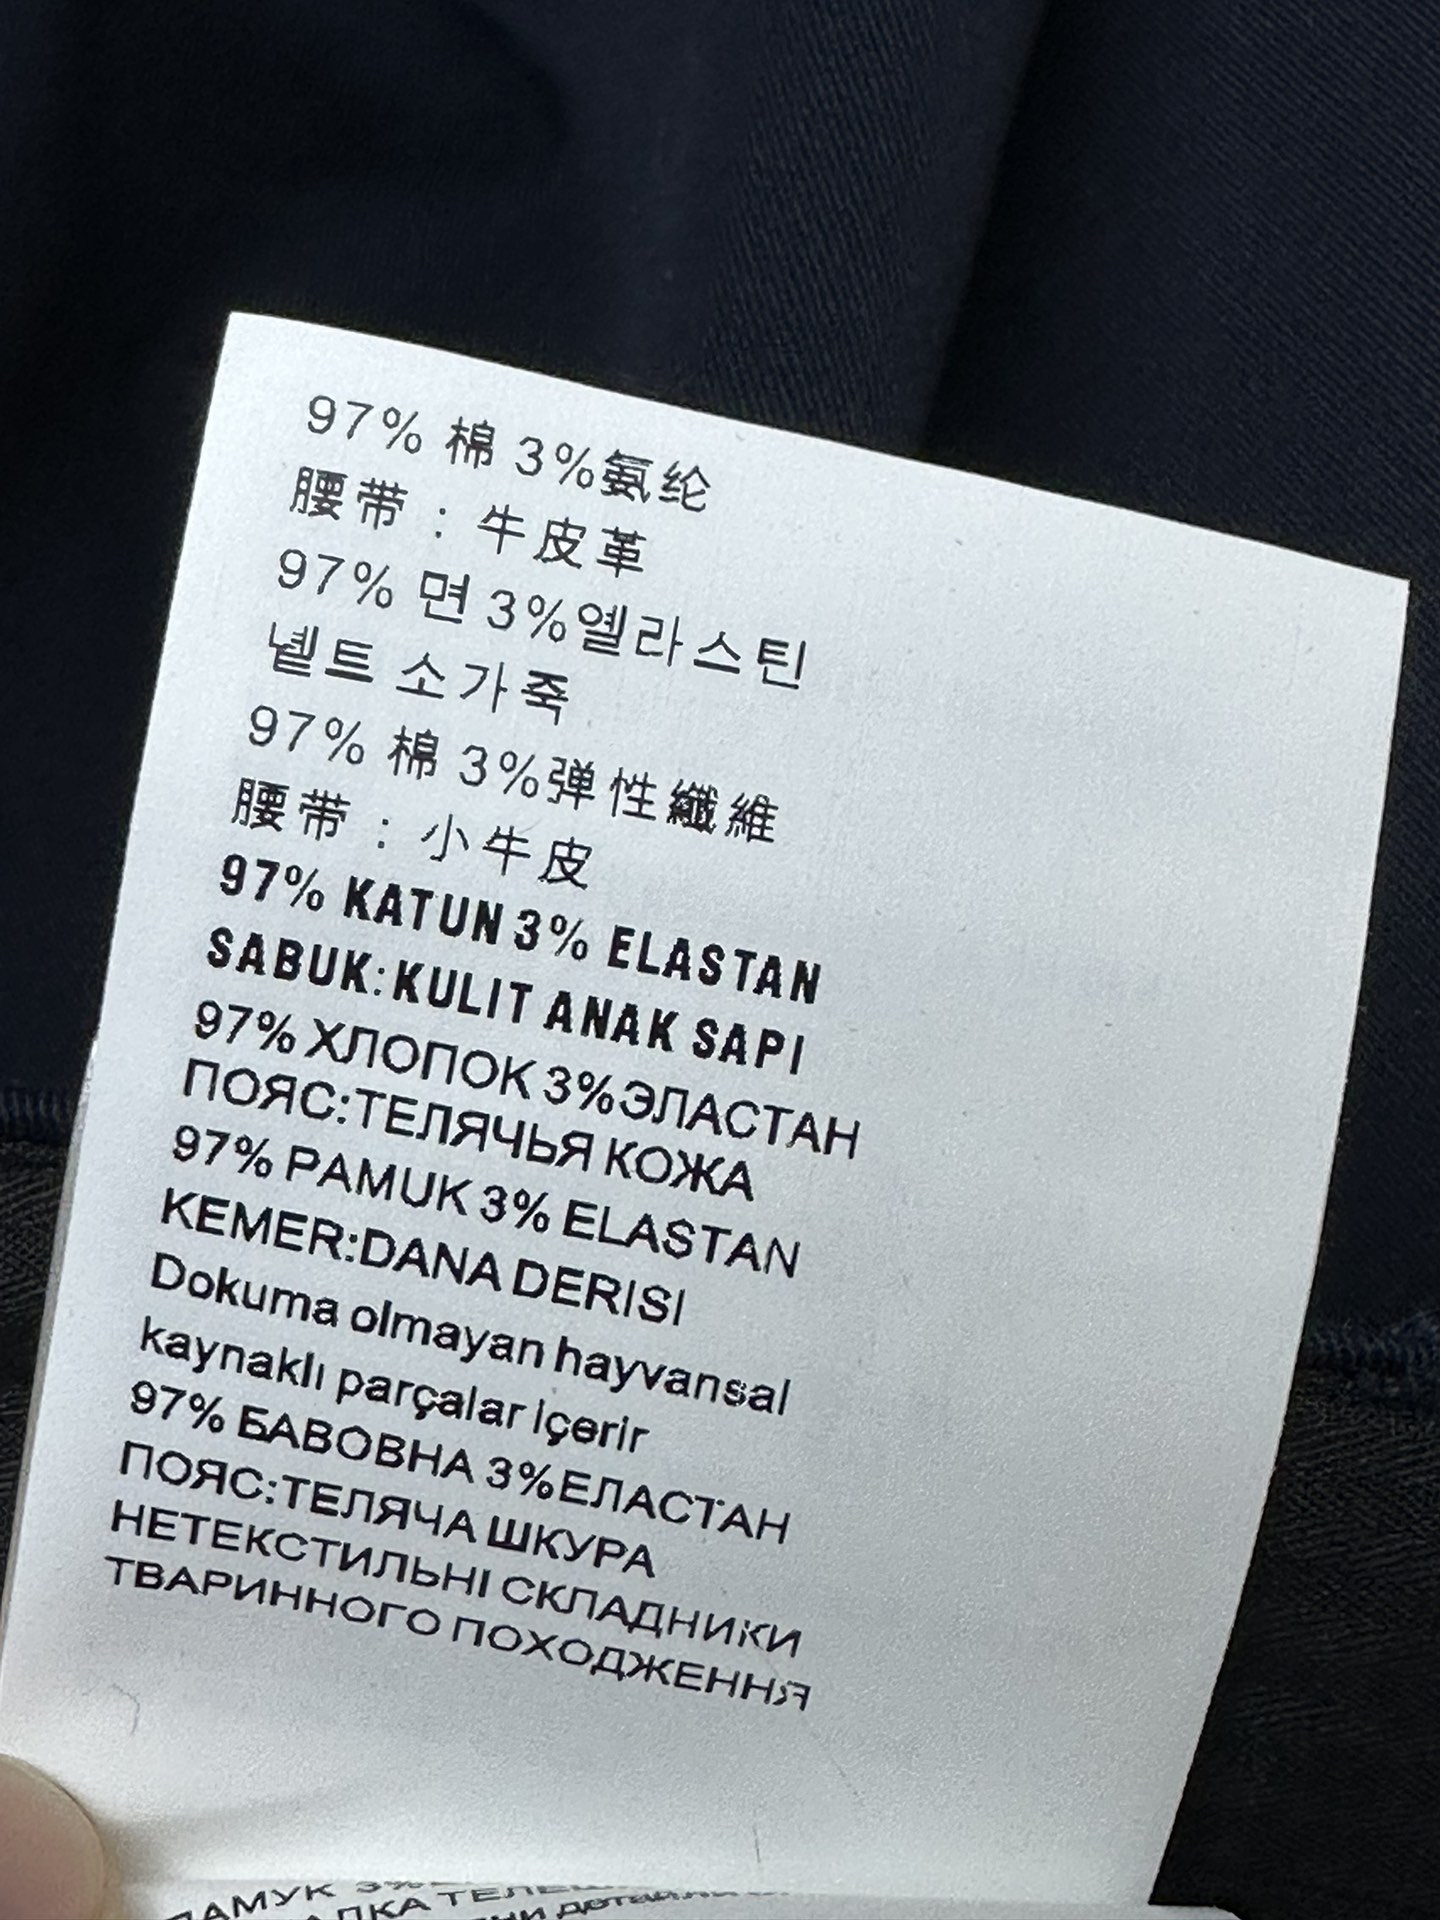 97% 棉 3%氨纶
腰带：牛皮革
97% 면 3%엘라스틴
벨트 소가죽
97% 棉 3%弹性纖維
腰带：小牛皮
97% KATUN 3% ELASTAN
SABUK:KULIT ANAK SAPI
97% ХЛОПОК 3%ЭЛАСТАН
ПОЯС:ТЕЛЯЧЬЯ КОЖА
97% PAMUK 3% ELASTAN
KEMER:DANA DERISI
Dokuma olmayan hayvansal
kaynaklı parçalar içerir
97% БАВОВНА 3%ЕЛАСТАН
ПОЯС:ТЕЛЯЧА ШКУРА
НЕТЕКСТИЛЬНІ СКЛАДНИКИ
ТВАРИННОГО ПОХОДЖЕННЯ